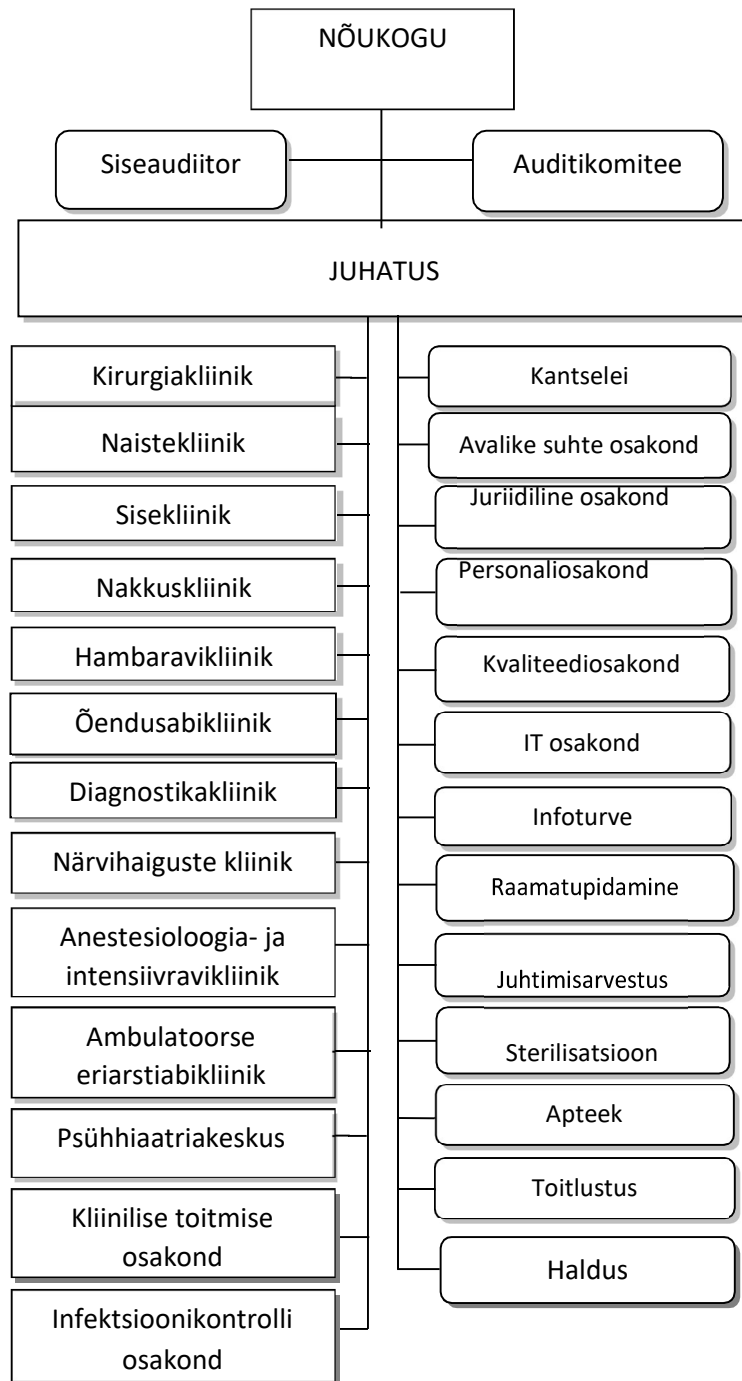 NÕUKOGU
Siseaudiitor
Auditikomitee
JUHATUS
Kirurgiakliinik
Naistekliinik
Sisekliinik
Nakkuskliinik
Hambaravikliinik
Õendusabikliinik
Diagnostikakliinik
Närvihaiguste kliinik
Anestesioloogia- ja
intensiivravikliinik
Ambulatoorse
eriarstiabikliinik
Psühhiaatriakeskus
Kliinilise toitmise
osakond
Infektsioonikontrolli
osakond
Kantselei
Avalike suhte osakond
Juriidiline osakond
Personaliosakond
Kvaliteediosakond
IT osakond
Infoturve
Raamatupidamine
Juhtimisarvestus
Sterilisatsioon
Apteek
Toitlustus
Haldus